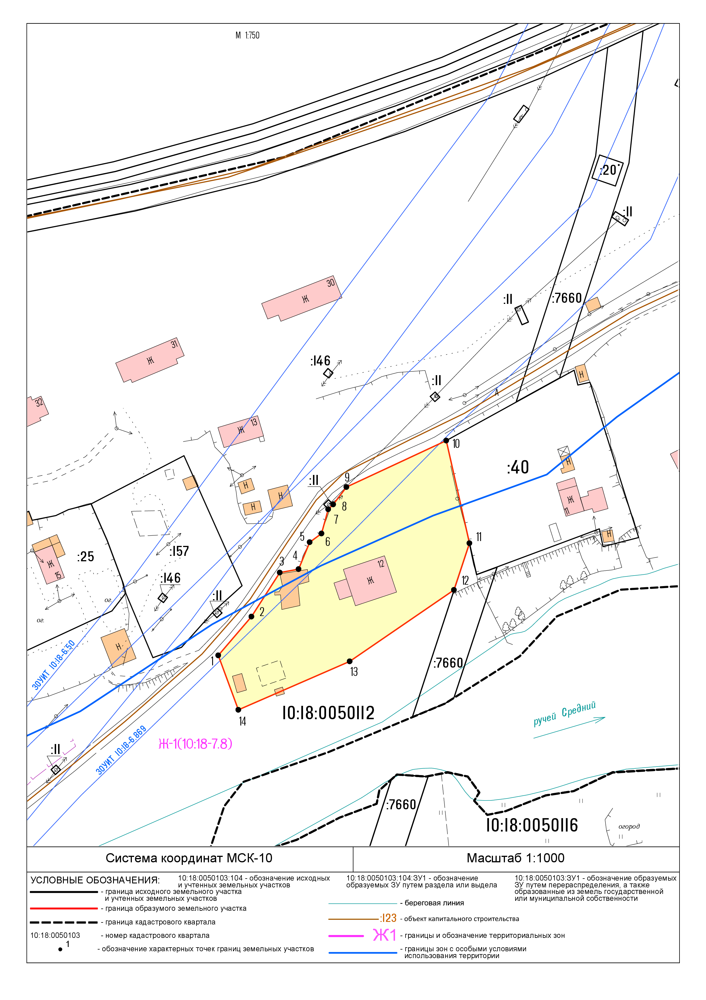 М 1:750
:20
:11
30
Ж
:11
:7660
31
Ж
:146
:11
Н
А
32
13
Ж
10
:40
Н
9
:11
Н
Н
Н
8
7
Ж
11
5
6
11
Н
:25
:157
4
3
12
Ж
Ж
15
:146
12
ог.
:11
2
ог.
Н
1
:7660
13
ЗОУИТ 10:18-6.50
10:18:0050112
14
ручей Средний
ЗОУИТ 10:18-6.869
Ж-1(10:18-7.8)
:11
:7660
10:18:0050116
огород
Система координат МСК-10
Масштаб 1:1000
УСЛОВНЫЕ ОБОЗНАЧЕНИЯ:
10:18:0050103:104 - обозначение исходных
и учтенных земельных участков
10:18:0050103:104:ЗУ1 - обозначение
образуемых ЗУ путем раздела или выдела
10:18:0050103:ЗУ1 - обозначение образуемых
ЗУ путем перераспределения, а также
образованные из земель государственной
или муниципальной собственности
- граница исходного земельного участка
и учтенных земельных участков
- граница образумого земельного участка
- граница кадастрового квартала
10:18:0050103 - номер кадастрового квартала
1
- обозначение характерных точек границ земельных участков
- береговая линия
:123 - объект капитального строительства
Ж1 - границы и обозначение территориальных зон
- границы зон с особыми условиями
использования территории